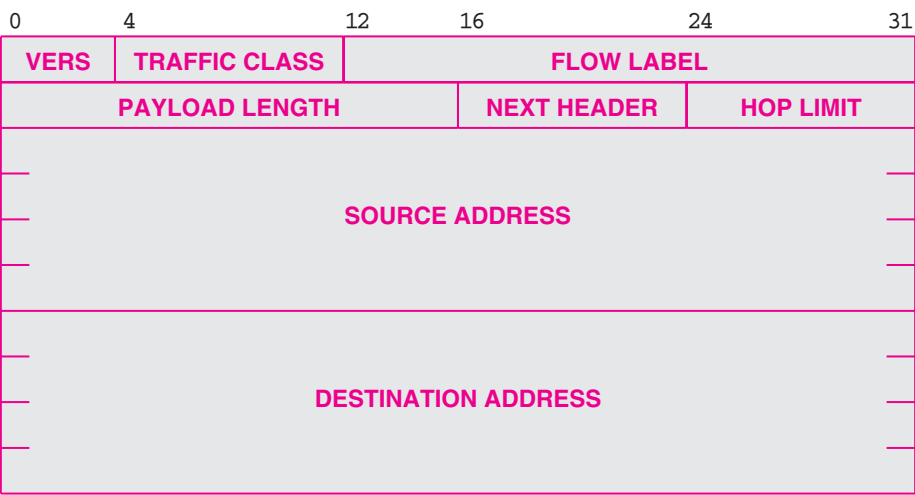 0 4 12 16 24 31
VERS TRAFFIC CLASS FLOW LABEL
PAYLOAD LENGTH NEXT HEADER HOP LIMIT
SOURCE ADDRESS
DESTINATION ADDRESS